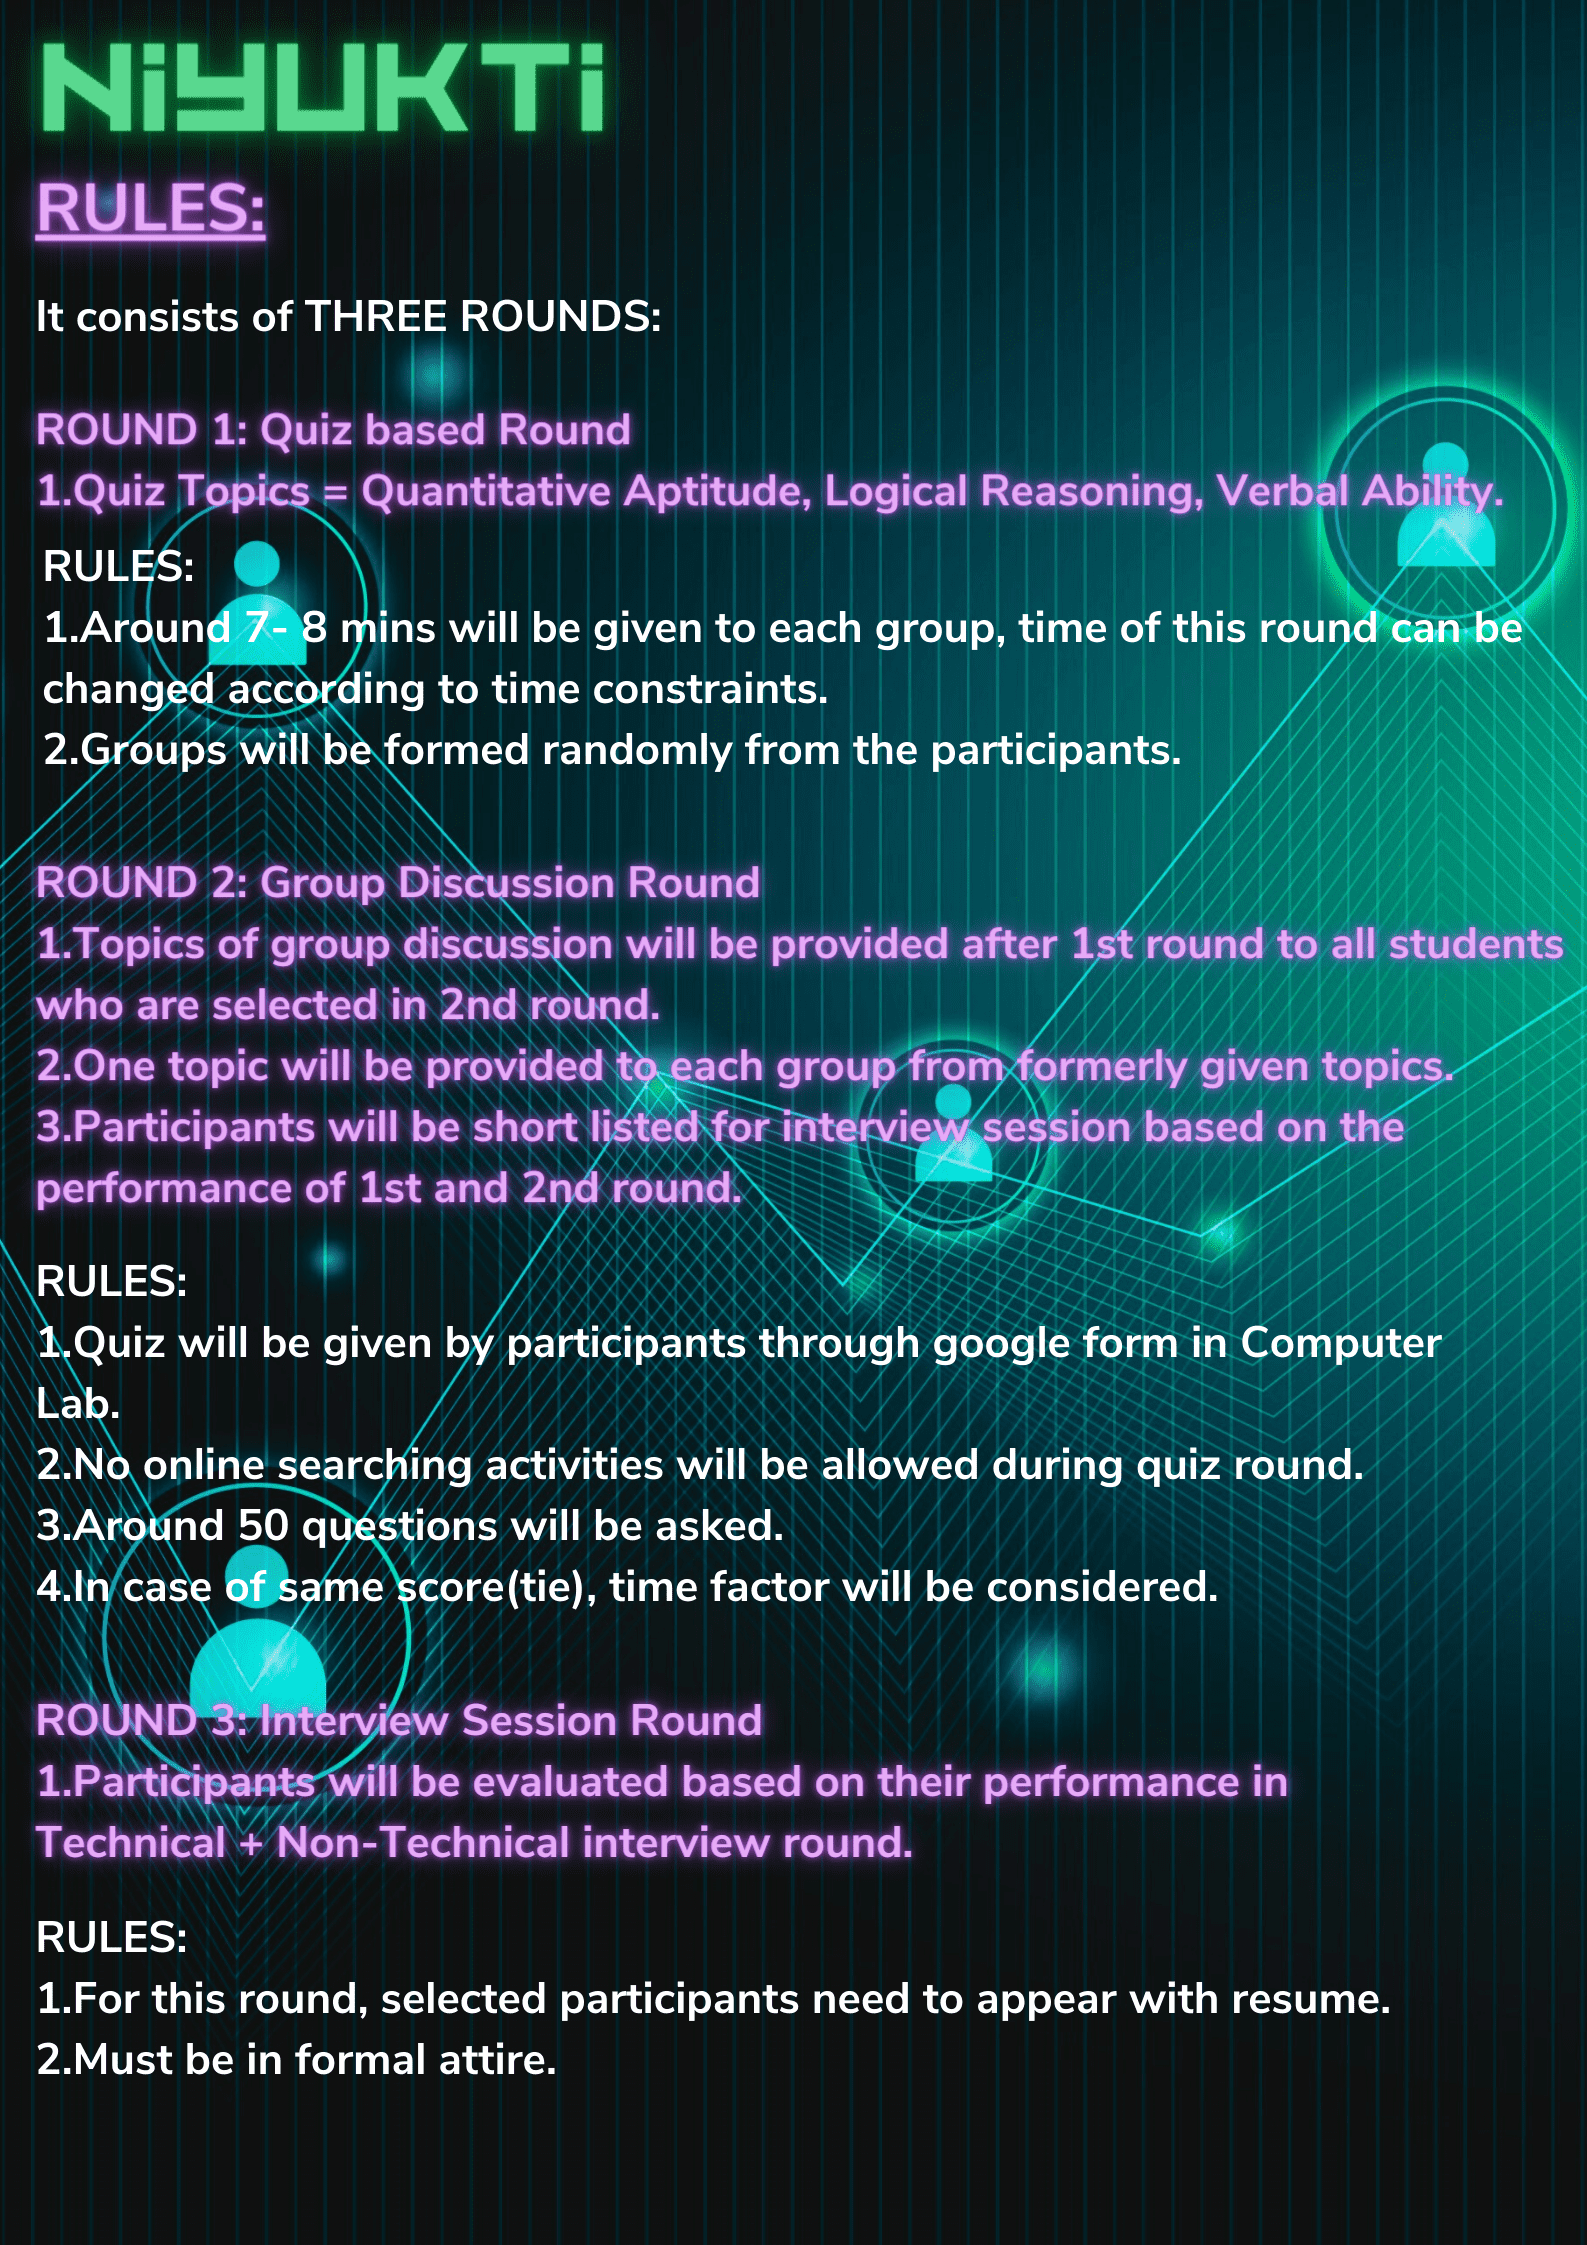 NiYUKTi
RULES:
It consists of THREE ROUNDS:
ROUND 1: Quiz based Round
1.Quiz Topics = Quantitative Aptitude, Logical Reasoning, Verbal Ability.
RULES:
1.Around 7- 8 mins will be given to each group, time of this round can be
changed according to time constraints.
2.Groups will be formed randomly from the participants.
ROUND 2: Group Discussion Round
1.Topics of group discussion will be provided after 1st round to all students
who are selected in 2nd round.
2.One topic will be provided to each group from formerly given topics.
3.Participants will be short listed for interview session based on the
performance of 1st and 2nd round.
RULES:
1.Quiz will be given by participants through google form in Computer
Lab.
2.No online searching activities will be allowed during quiz round.
3.Around 50 questions will be asked.
4.In case of same score(tie), time factor will be considered.
ROUND 3: Interview Session Round
1.Participants will be evaluated based on their performance in
Technical + Non-Technical interview round.
RULES:
1.For this round, selected participants need to appear with resume.
2.Must be in formal attire.